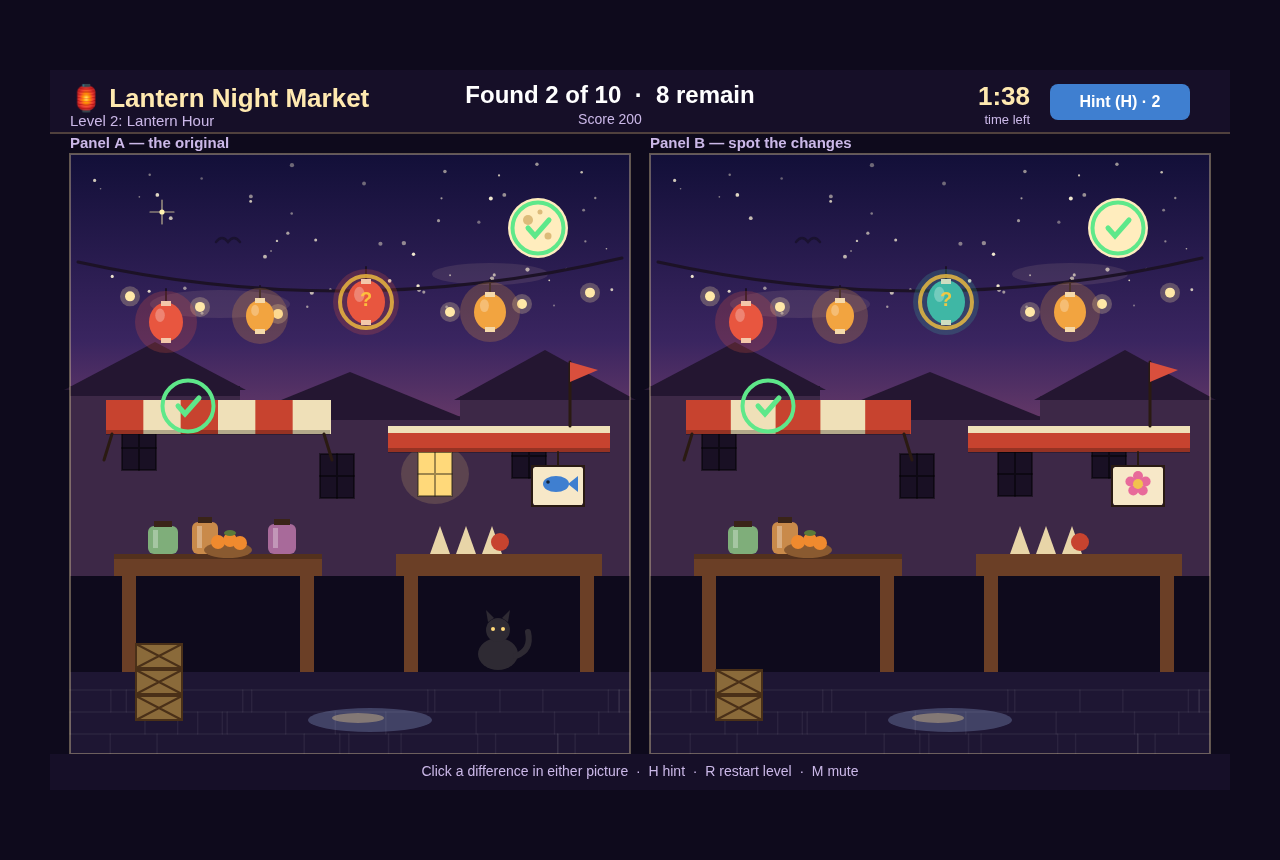 🏮 Lantern Night Market
Level 2: Lantern Hour
Found 2 of 10 · 8 remain
Score 200
1:38
time left
Hint (H) · 2
Panel A — the original
Panel B — spot the changes
?
?
Click a difference in either picture · H hint · R restart level · M mute